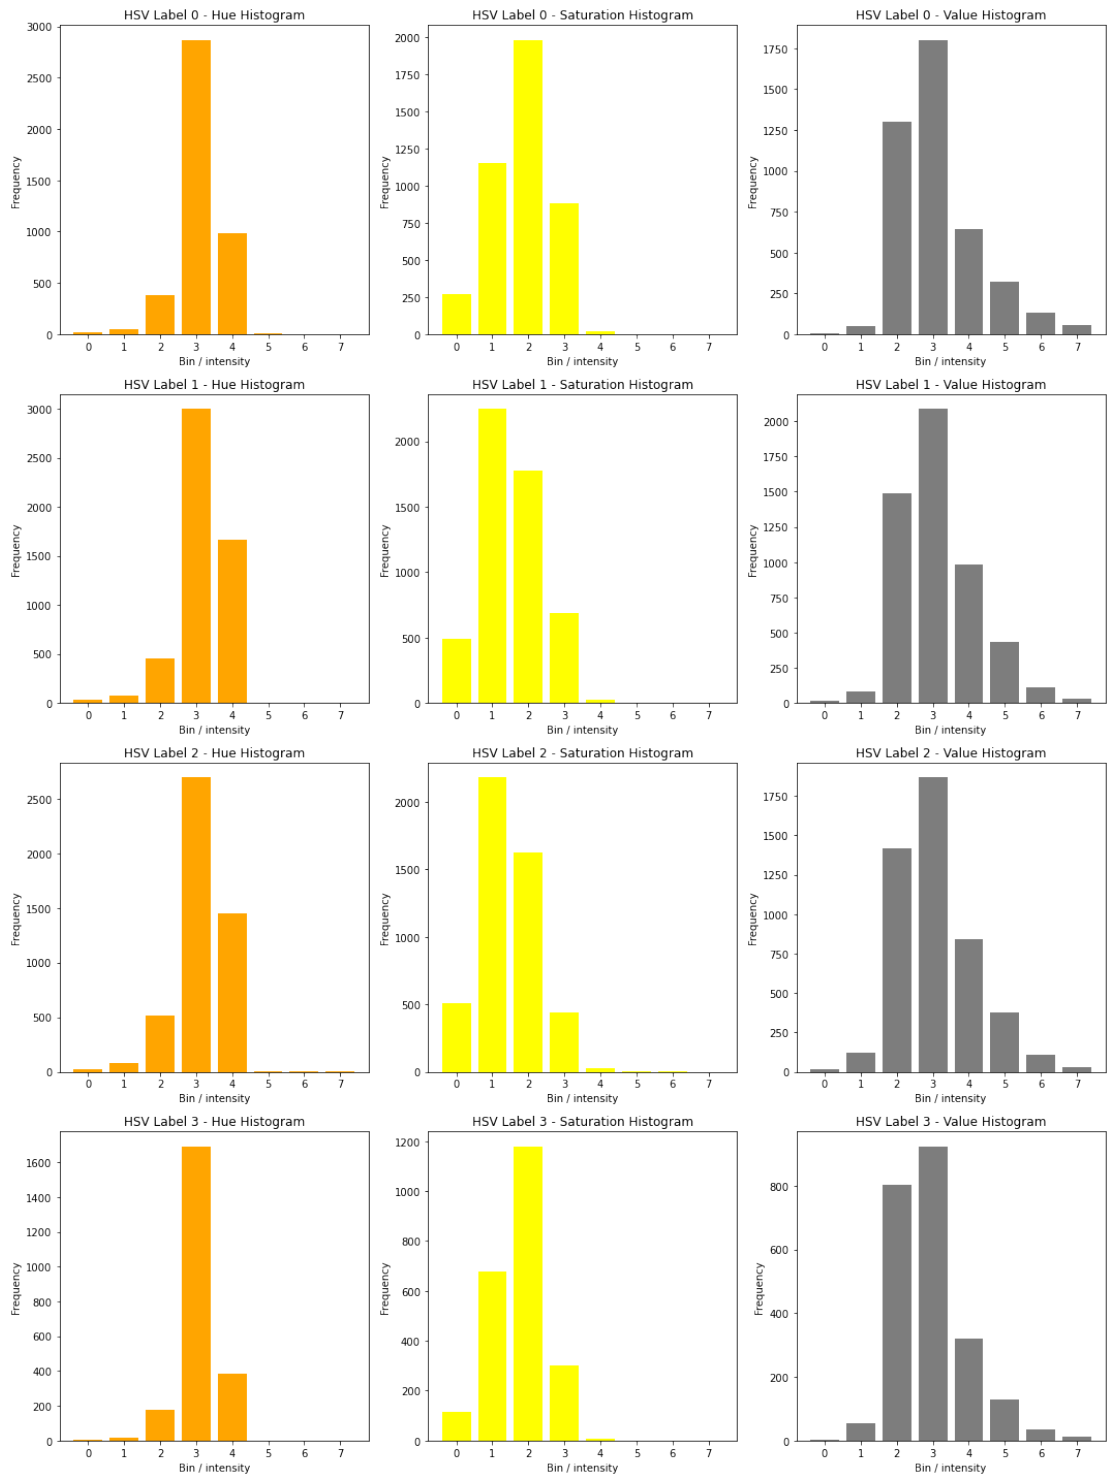 HSV Label 0 - Hue Histogram
HSV Label 0 - Saturation Histogram
HSV Label 0 - Value Histogram
Frequency
3000
2500
2000
1500
1000
500
0
0 1 2 3 4 5 6 7
Bin / intensity
Frequency
2000
1750
1500
1250
1000
750
500
250
0
0 1 2 3 4 5 6 7
Bin / intensity
Frequency
1750
1500
1250
1000
750
500
250
0
0 1 2 3 4 5 6 7
Bin / intensity
HSV Label 1 - Hue Histogram
HSV Label 1 - Saturation Histogram
HSV Label 1 - Value Histogram
Frequency
3000
2500
2000
1500
1000
500
0
0 1 2 3 4 5 6 7
Bin / intensity
Frequency
2000
1500
1000
500
0
0 1 2 3 4 5 6 7
Bin / intensity
Frequency
2000
1750
1500
1250
1000
750
500
250
0
0 1 2 3 4 5 6 7
Bin / intensity
HSV Label 2 - Hue Histogram
HSV Label 2 - Saturation Histogram
HSV Label 2 - Value Histogram
Frequency
2500
2000
1500
1000
500
0
0 1 2 3 4 5 6 7
Bin / intensity
Frequency
2000
1500
1000
500
0
0 1 2 3 4 5 6 7
Bin / intensity
Frequency
1750
1500
1250
1000
750
500
250
0
0 1 2 3 4 5 6 7
Bin / intensity
HSV Label 3 - Hue Histogram
HSV Label 3 - Saturation Histogram
HSV Label 3 - Value Histogram
Frequency
1600
1400
1200
1000
800
600
400
200
0
0 1 2 3 4 5 6 7
Bin / intensity
Frequency
1200
1000
800
600
400
200
0
0 1 2 3 4 5 6 7
Bin / intensity
Frequency
800
600
400
200
0
0 1 2 3 4 5 6 7
Bin / intensity